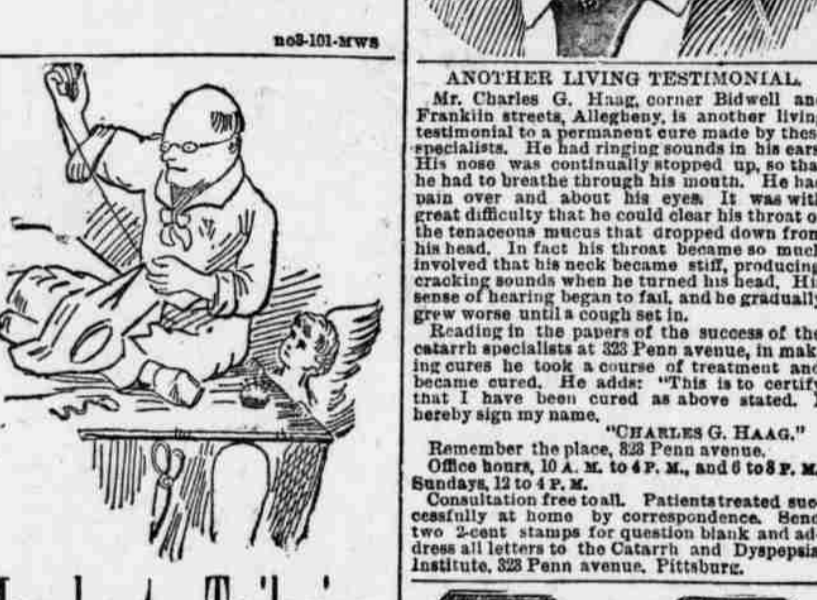 no3-101-MWS
ANOTHER LIVING TESTIMONIAL.
Mr. Charles G. Haag, corner Bidwell an
Franklin streets, Allegheny, is another livin
testimonial to a permanent cure made by thes
specialists. He had ringing sounds in his ears
His nose was continually stopped up, so tha
he had to breathe through his mouth. He ha
pain over and about his eyes. It was wit
great difficulty that he could clear his throat o
the tenaceous mucus that dropped down from
his head. In fact his throat became so muc
involved that his neck became stiff, producing
cracking sounds when he turned his head. Hi
sense of hearing began to fail, and he gradually
grew worse until a cough set in.
Reading in the papers of the success of the
catarrh specialists at 323 Penn avenue, in mak
ing cures he took a course of treatment and
became cured. He adds: "This is to certify
that I have been cured as above stated. I
hereby sign my name,
"CHARLES G. HAAG."
Remember the place, 323 Penn avenue.
Office hours, 10 A. M. to 4 P. M., and 6 to 8 P. M.
Sundays, 12 to 4 P. M.
Consultation free to all. Patients treated suc
cessfully at home by correspondence. Send
two 2-cent stamps for question blank and ad
dress all letters to the Catarrh and Dyspepsia
Institute, 323 Penn avenue, Pittsburg.